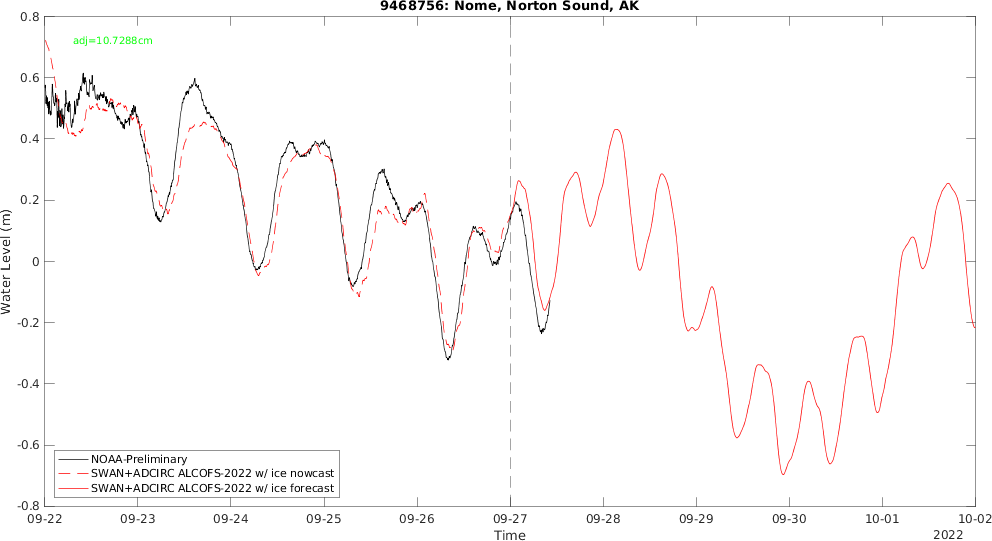 9468756: Nome, Norton Sound, AK
adj=10.7288cm
Water Level (m)
0.8
0.6
0.4
0.2
0
-0.2
-0.4
-0.6
-0.8
NOAA-Preliminary
SWAN+ADCIRC ALCOFS-2022 w/ ice nowcast
SWAN+ADCIRC ALCOFS-2022 w/ ice forecast
09-22 09-23 09-24 09-25 09-26 09-27 09-28 09-29 09-30 10-01 10-02
Time
2022